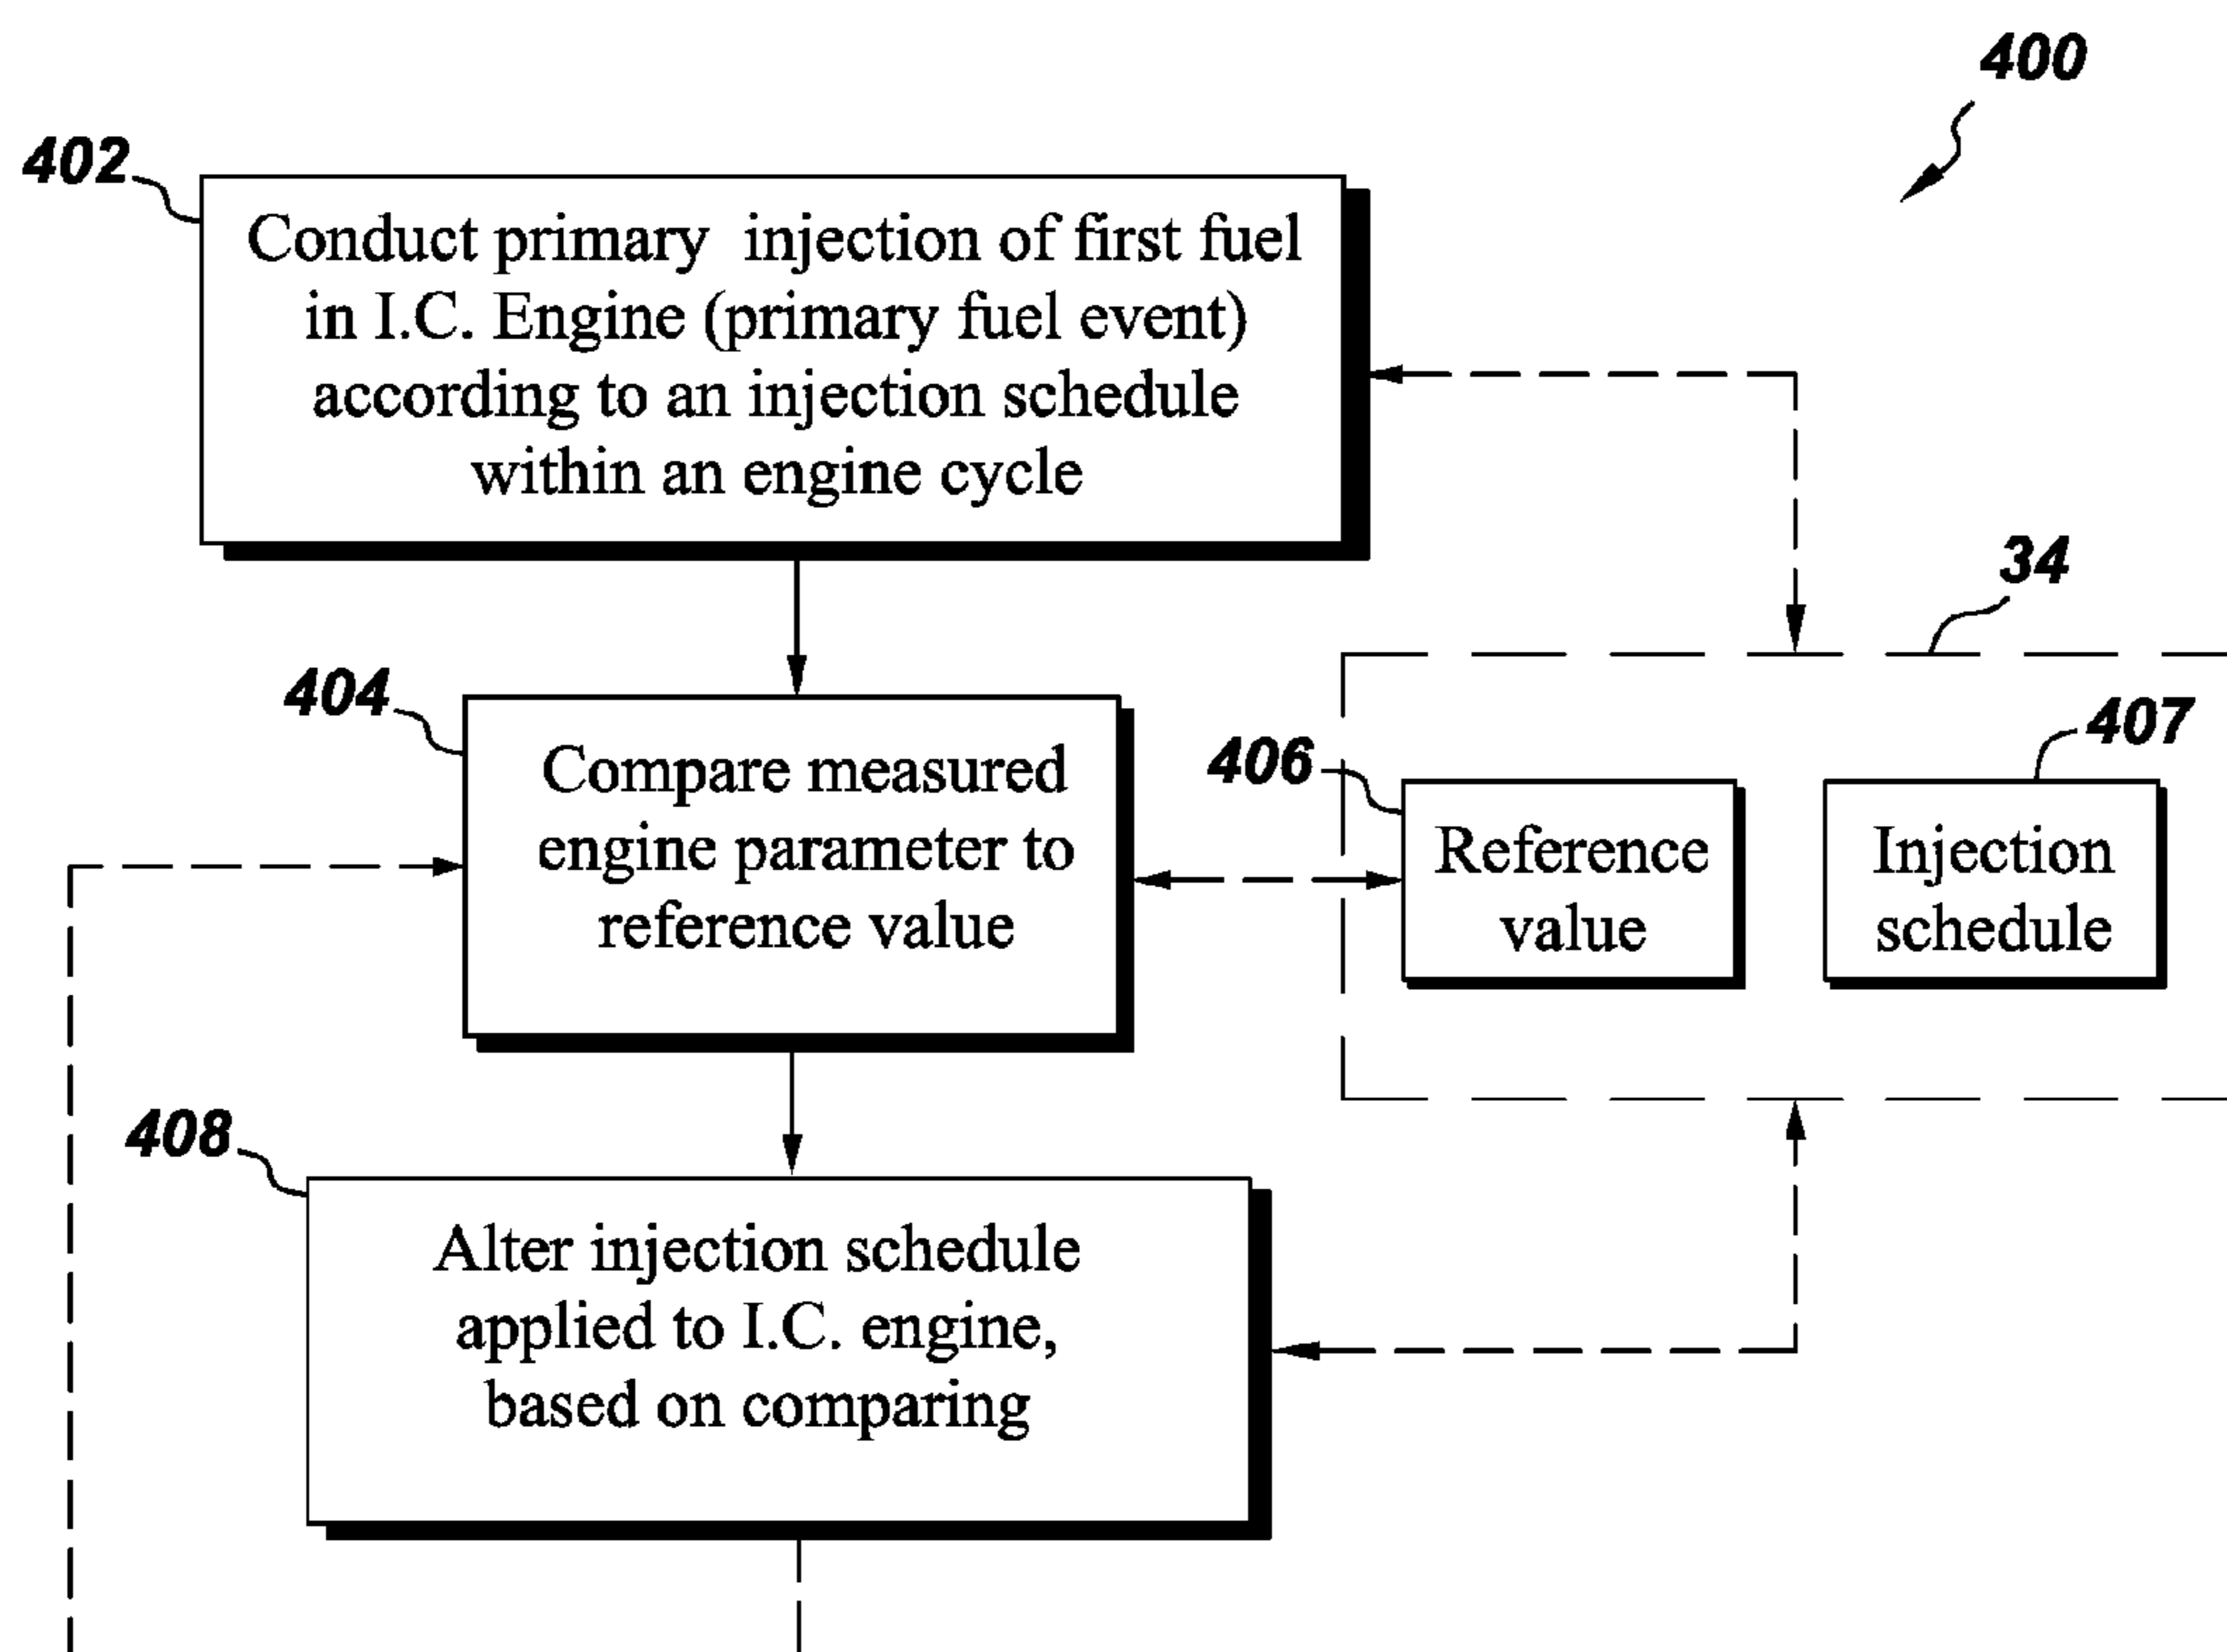 400
402
Conduct primary injection of first fuel
in I.C. Engine (primary fuel event)
according to an injection schedule
within an engine cycle
34
404
Compare measured
engine parameter to
reference value
406
Reference
value
407
Injection
schedule
408
Alter injection schedule
applied to I.C. engine,
based on comparing